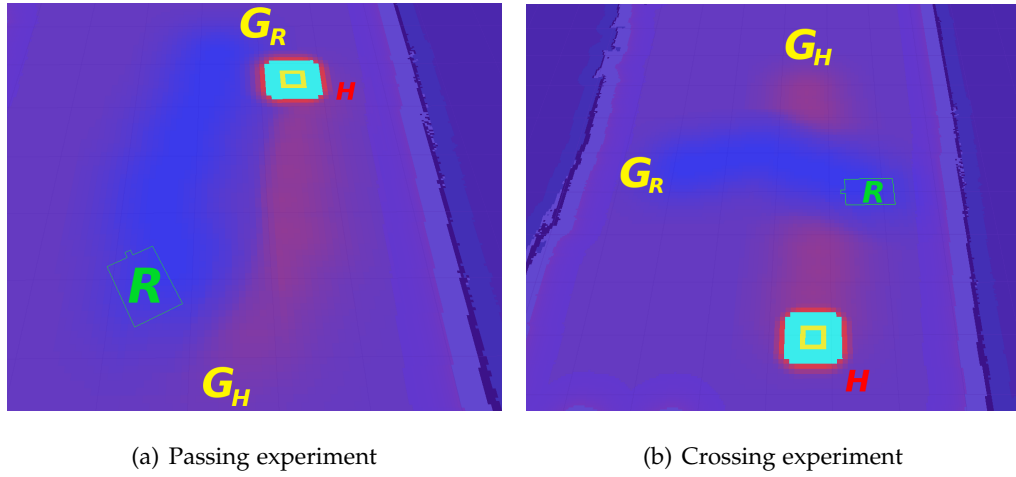 G_R
H
R
G_H
(a) Passing experiment
G_H
G_R
R
H
(b) Crossing experiment